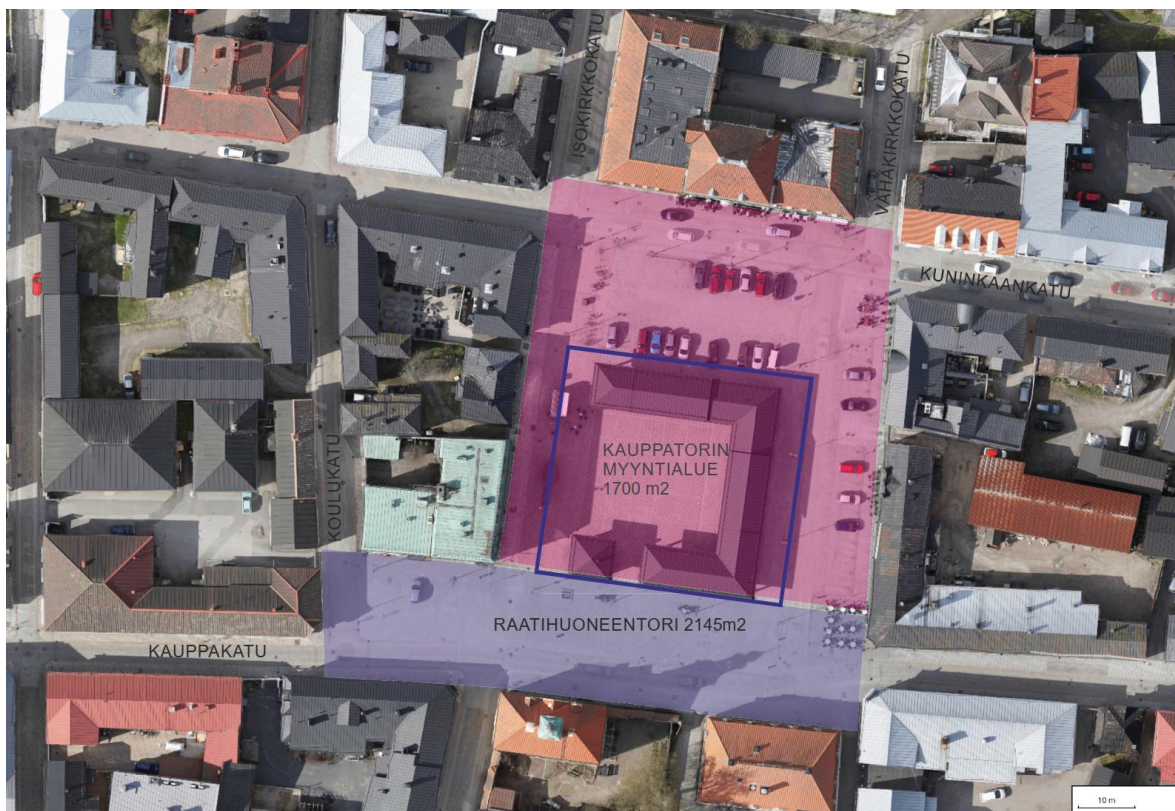 ISOKIRKKOKATU
VÄHÄKIRKKOKATU
KUNINKAANKATU
KAUPPATORIN
MYYNTIALUE
1700 m2
KOULUKATU
RAATIHUONEENTORI 2145m2
KAUPPAKATU
10 m